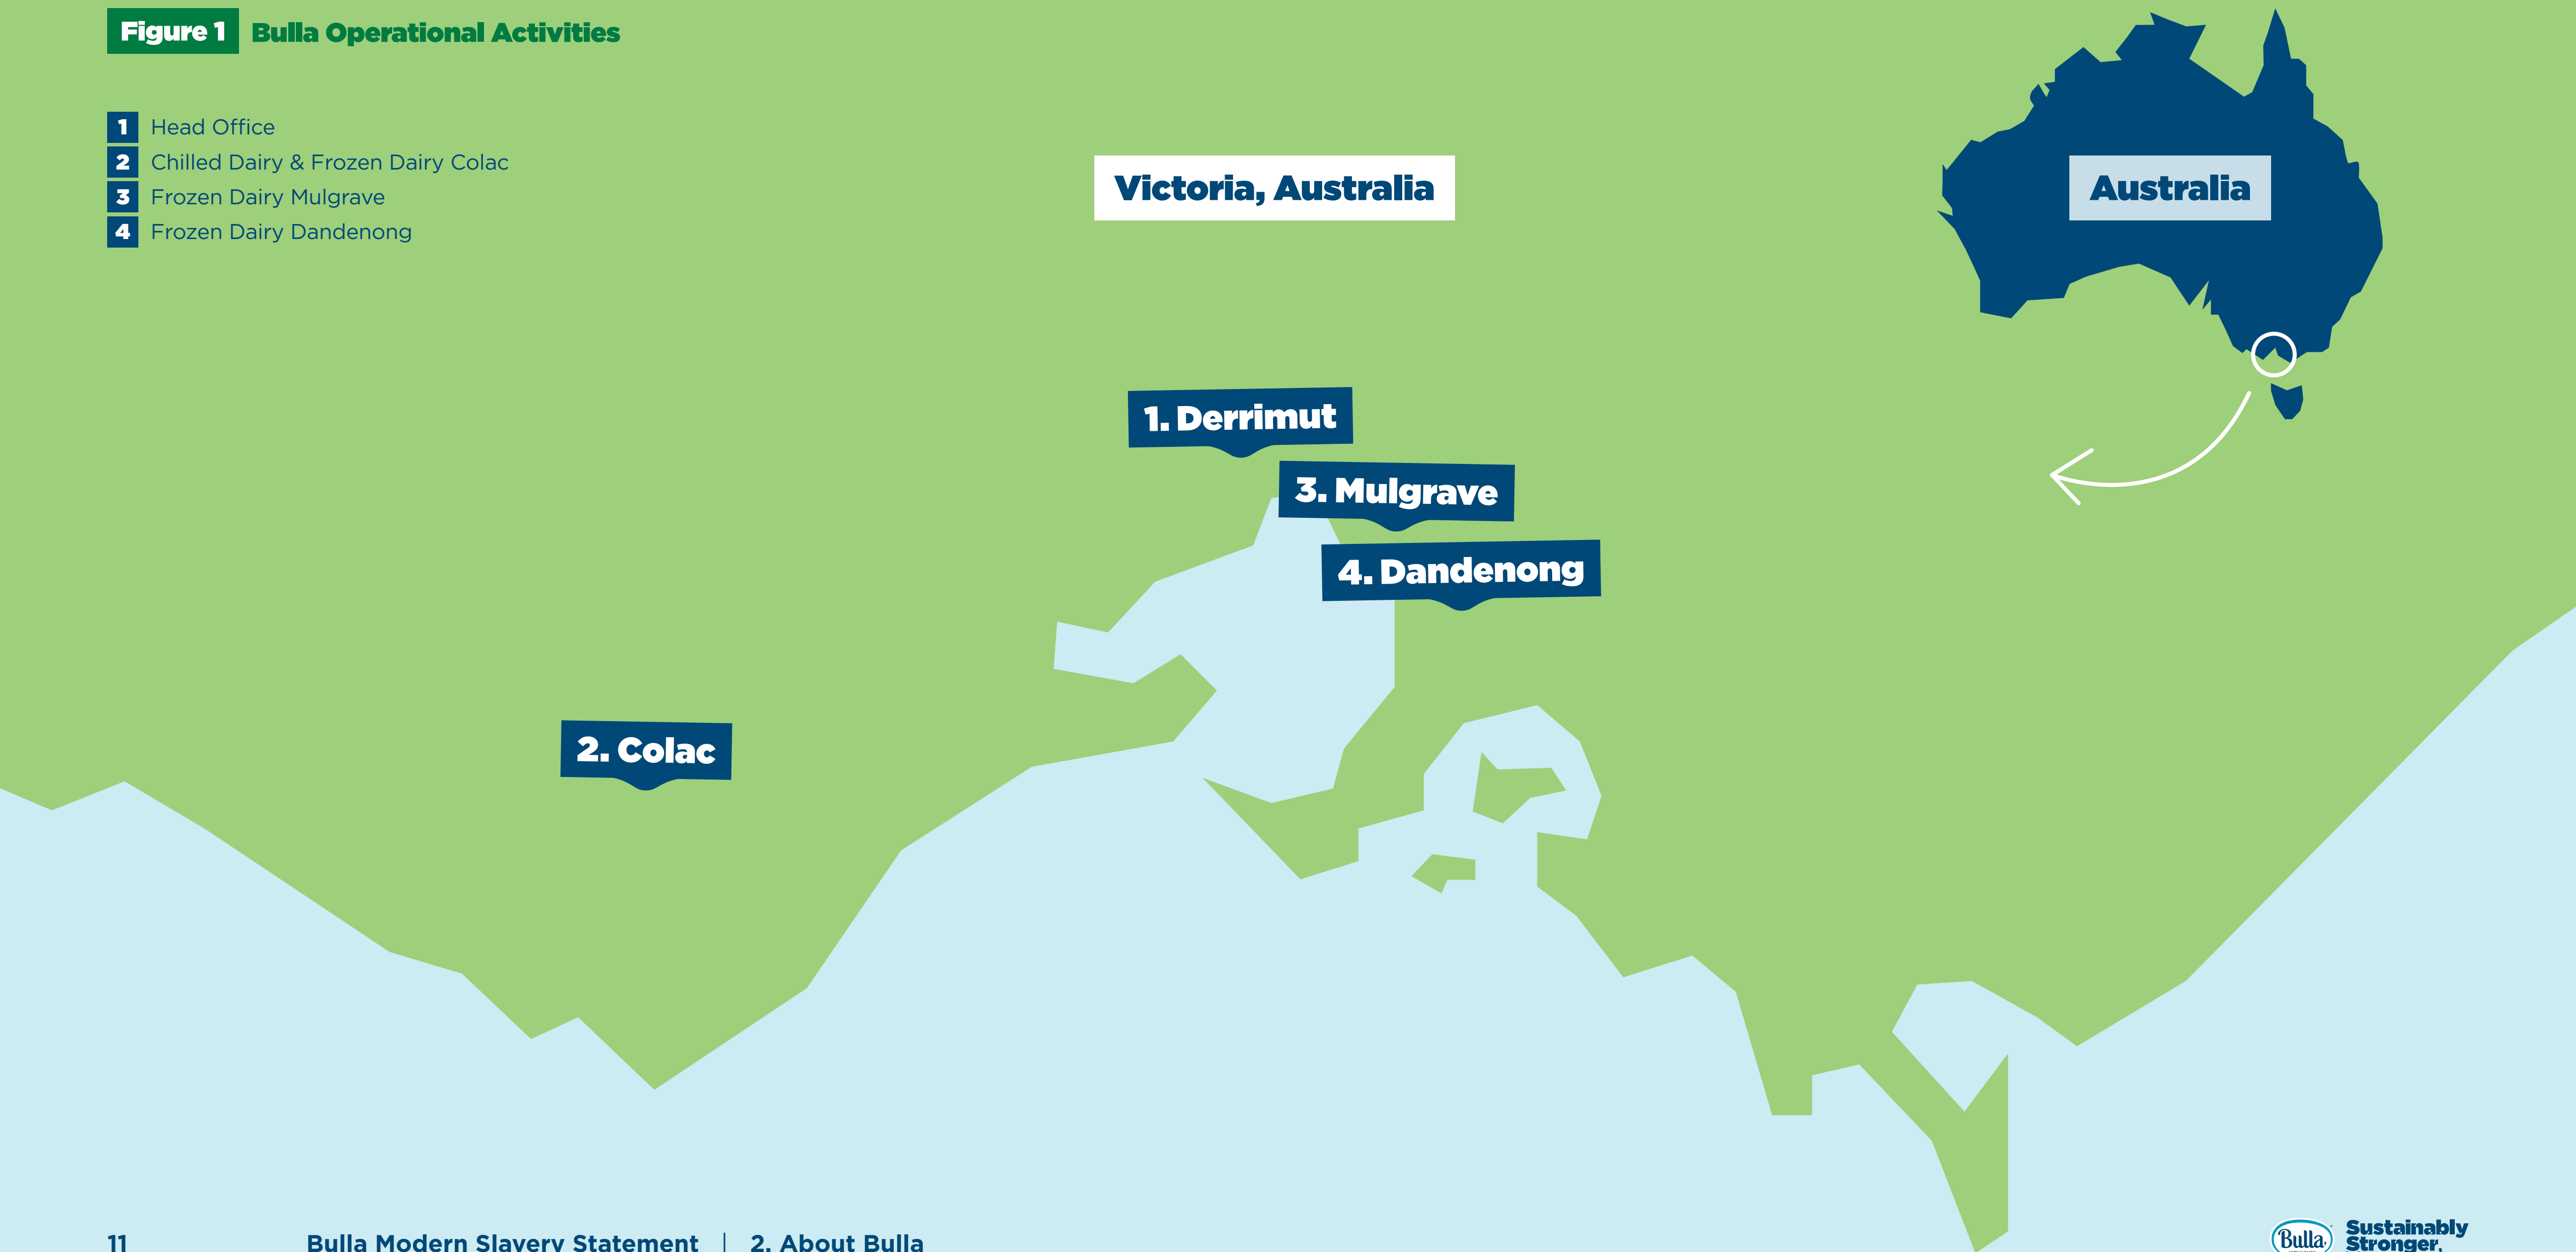 Figure 1 Bulla Operational Activities
1 Head Office
2 Chilled Dairy & Frozen Dairy Colac
3 Frozen Dairy Mulgrave
4 Frozen Dairy Dandenong
Victoria, Australia
Australia
1. Derrimut
3. Mulgrave
4. Dandenong
2. Colac
11 Bulla Modern Slavery Statement | 2. About Bulla
Bulla
Sustainably
Stronger.